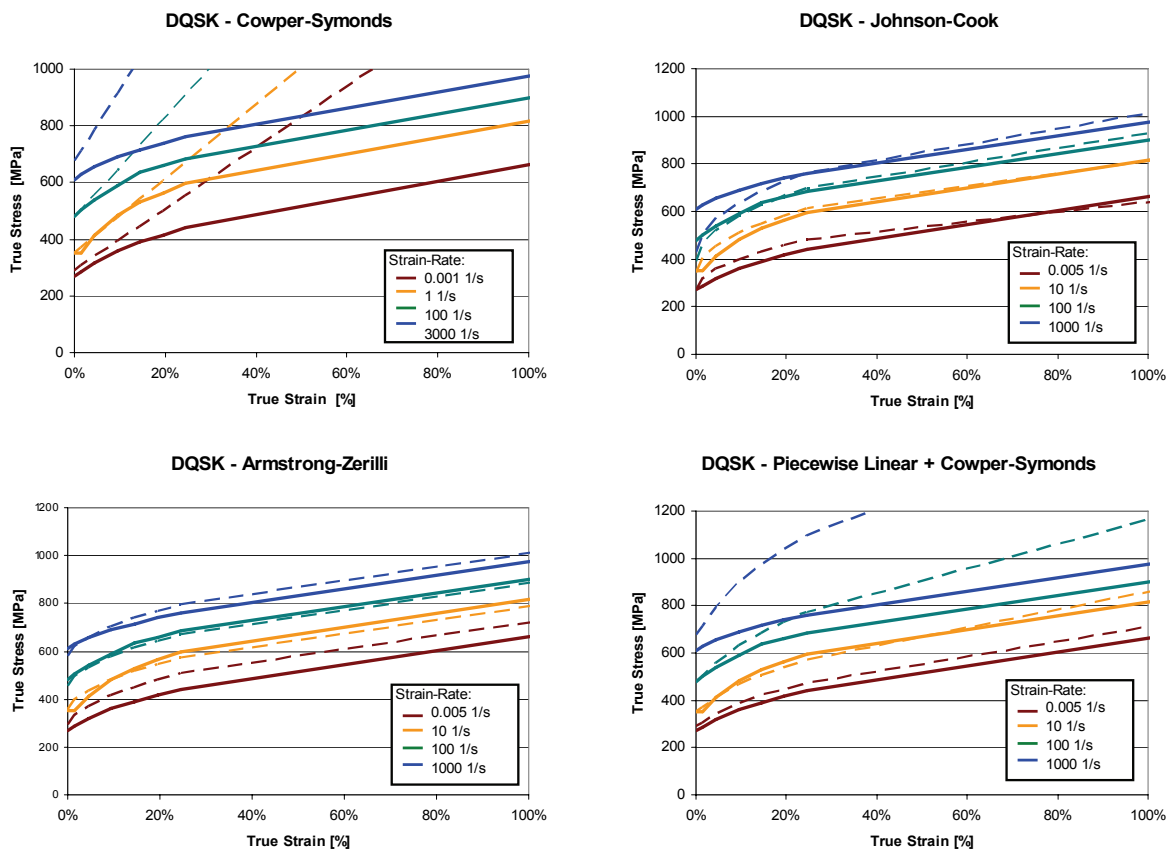 DQSK - Cowper-Symonds
True Stress [MPa]
1000
800
600
400
200
0
0% 20% 40% 60% 80% 100%
True Strain [%]
Strain-Rate:
0.001 1/s
1 1/s
100 1/s
3000 1/s
DQSK - Johnson-Cook
True Stress [MPa]
1200
1000
800
600
400
200
0
0% 20% 40% 60% 80% 100%
True Strain [%]
Strain-Rate:
0.005 1/s
10 1/s
100 1/s
1000 1/s
DQSK - Armstrong-Zerilli
True Stress [MPa]
1200
1000
800
600
400
200
0
0% 20% 40% 60% 80% 100%
True Strain [%]
Strain-Rate:
0.005 1/s
10 1/s
100 1/s
1000 1/s
DQSK - Piecewise Linear + Cowper-Symonds
True Stress [MPa]
1200
1000
800
600
400
200
0
0% 20% 40% 60% 80% 100%
True Strain [%]
Strain-Rate:
0.005 1/s
10 1/s
100 1/s
1000 1/s